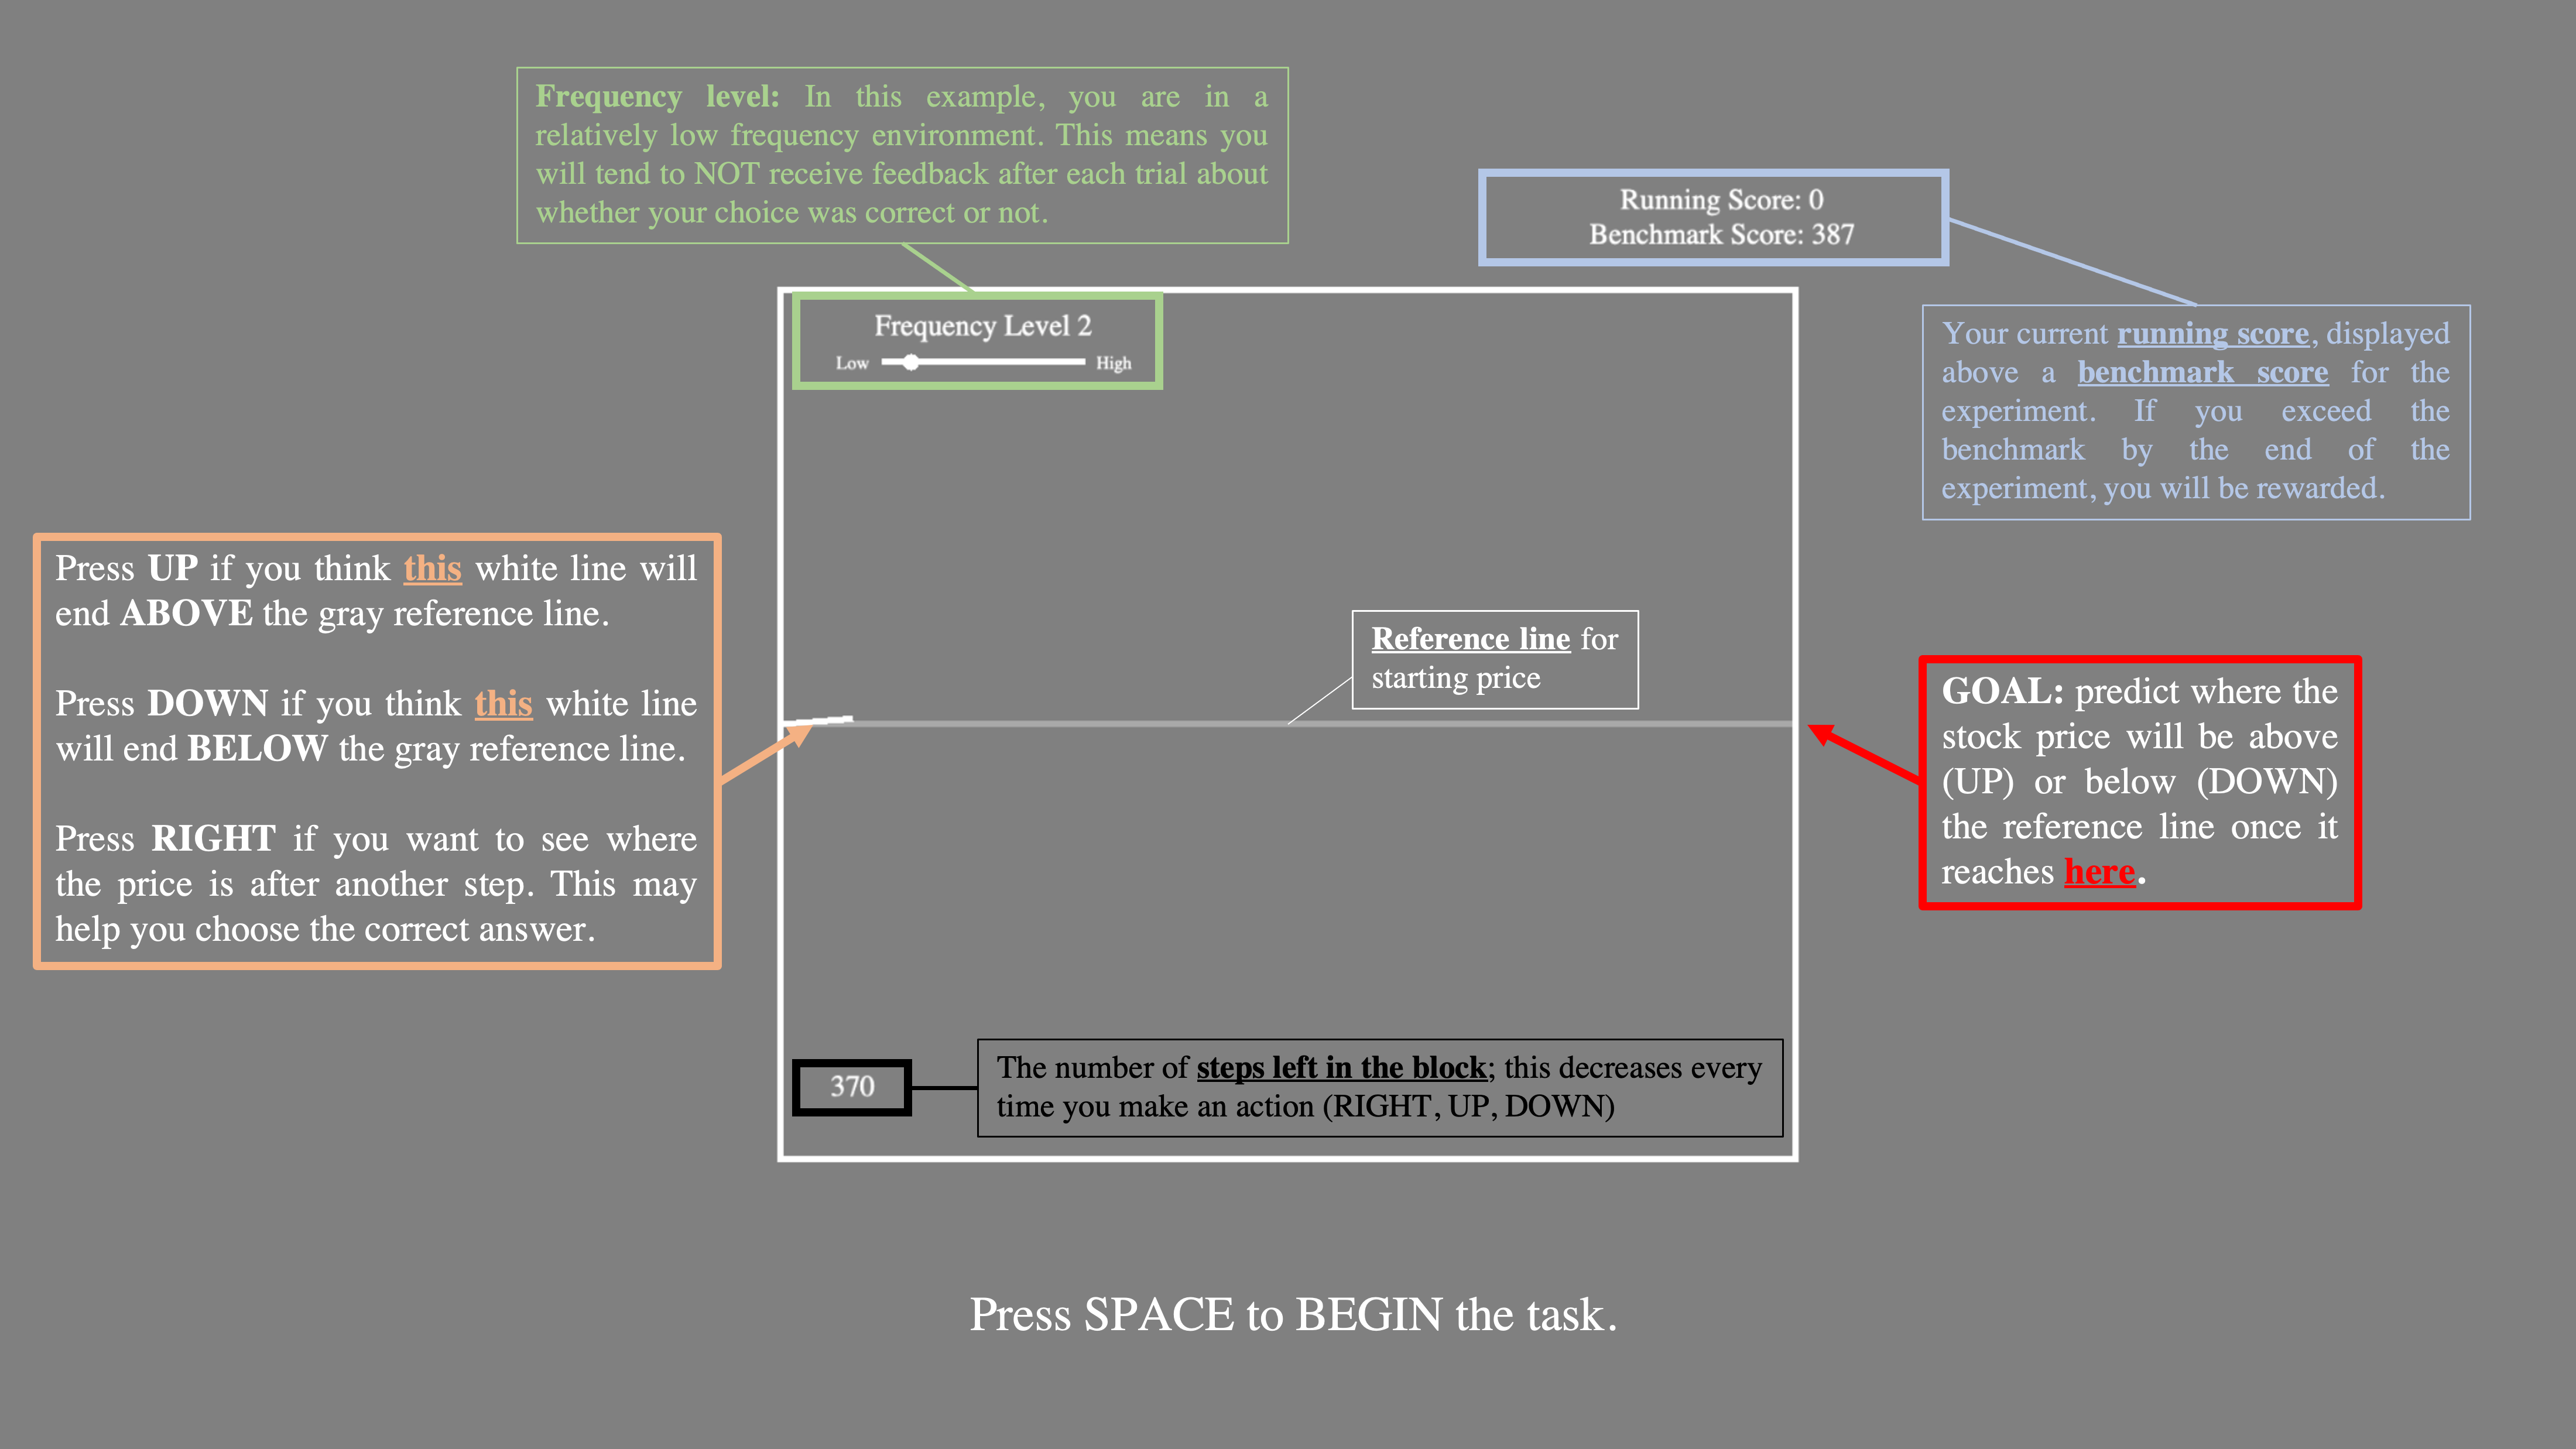 Frequency level: In this example, you are in a
relatively low frequency environment. This means you
will tend to NOT receive feedback after each trial about
whether your choice was correct or not.
Running Score: 0
Benchmark Score: 387
Your current running score, displayed
above a benchmark score for the
experiment. If you exceed the
benchmark by the end of the
experiment, you will be rewarded.
Frequency Level 2
Low High
Press UP if you think this white line will
end ABOVE the gray reference line.
Press DOWN if you think this white line
will end BELOW the gray reference line.
Press RIGHT if you want to see where
the price is after another step. This may
help you choose the correct answer.
Reference line for
starting price
GOAL: predict where the
stock price will be above
(UP) or below (DOWN)
the reference line once it
reaches here.
370
The number of steps left in the block; this decreases every
time you make an action (RIGHT, UP, DOWN)
Press SPACE to BEGIN the task.